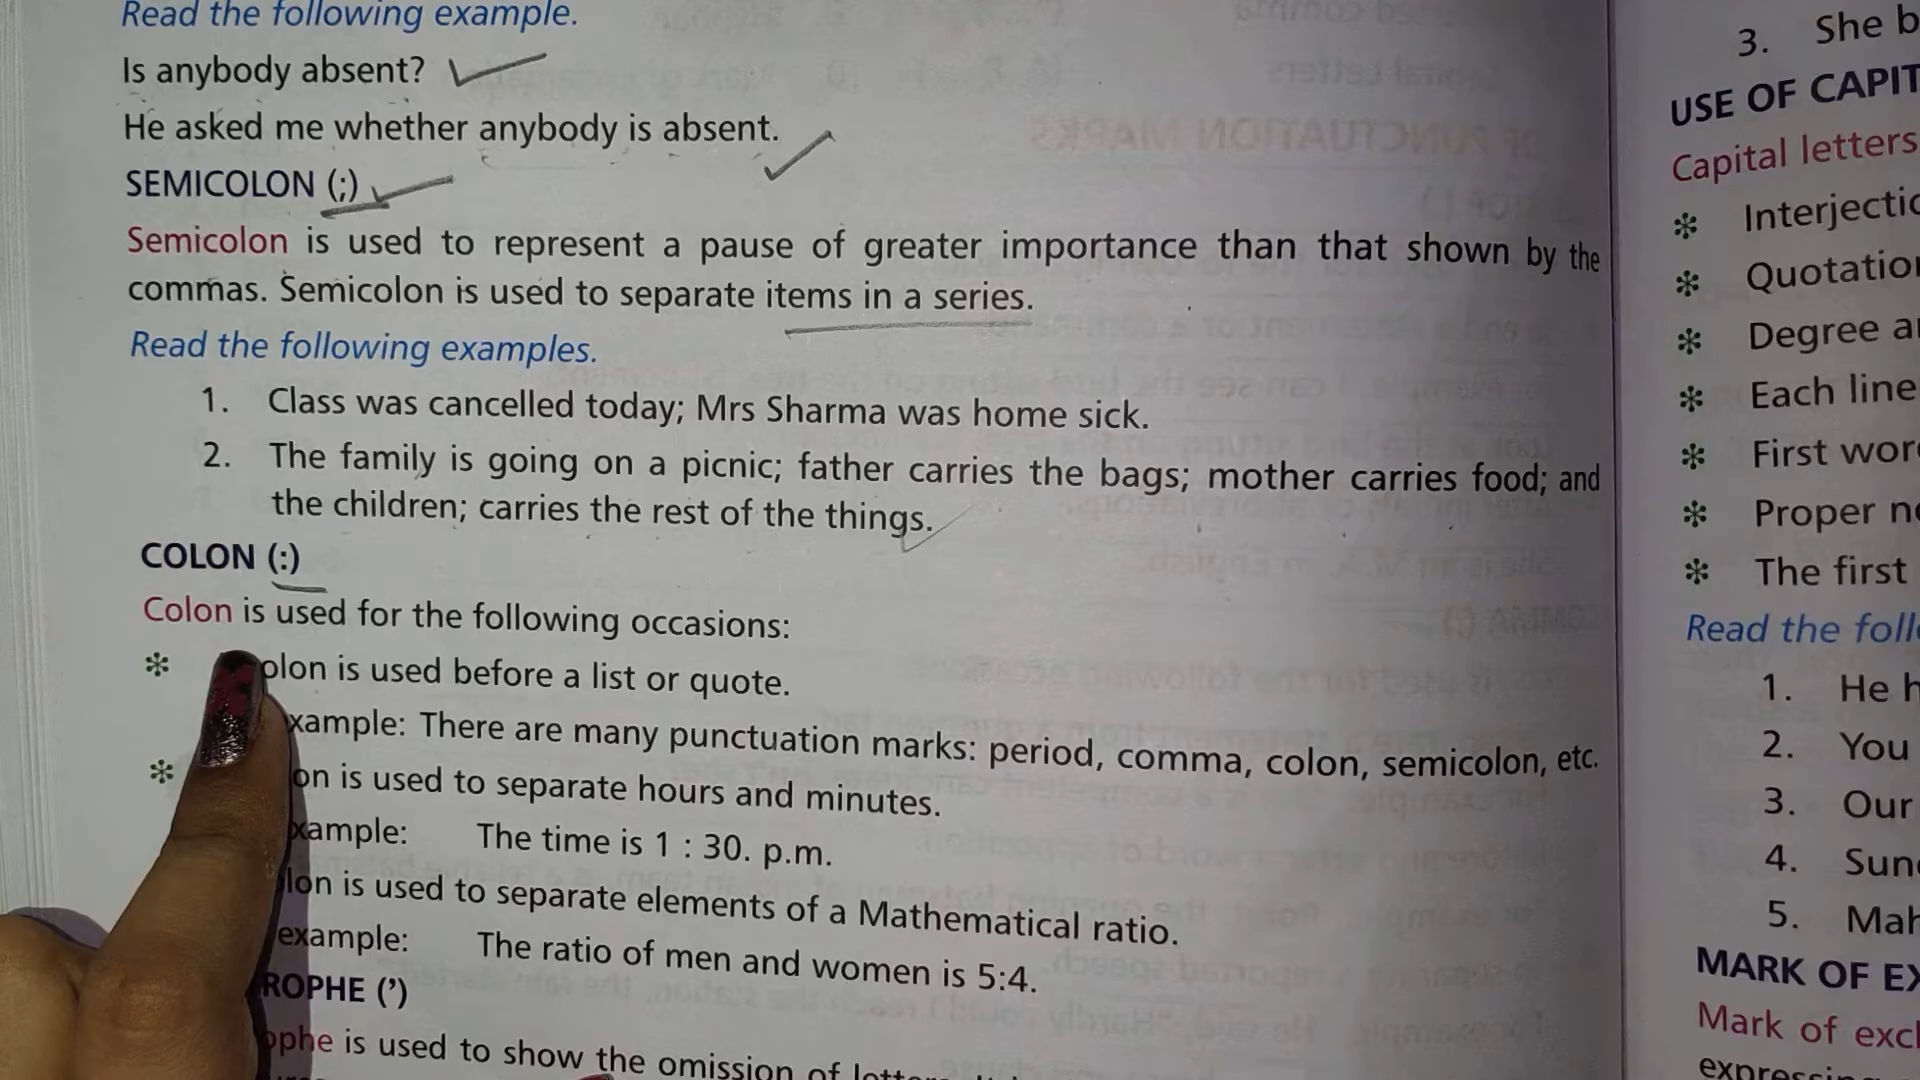 Read the following example.
Is anybody absent?
He asked me whether anybody is absent.
SEMICOLON (;)
Semicolon is used to represent a pause of greater importance than that shown by the
commas. Semicolon is used to separate items in a series.
Read the following examples.
1. Class was cancelled today; Mrs Sharma was home sick.
2. The family is going on a picnic; father carries the bags; mother carries food; and
the children; carries the rest of the things.
COLON (:)
Colon is used for the following occasions:
olon is used before a list or quote.
xample: There are many punctuation marks: period, comma, colon, semicolon, etc.
on is used to separate hours and minutes.
xample: The time is 1 : 30. p.m.
lon is used to separate elements of a Mathematical ratio.
example: The ratio of men and women is 5:4.
ROPHE (’)
ophe is used to show the omission of
3. She b
USE OF CAPIT
Capital letters
Interjectio
Quotation
Degree a
Each line
First wor
Proper no
The first
Read the foll
1. He h
2. You
3. Our
4. Sun
5. Mah
MARK OF EX
Mark of excl